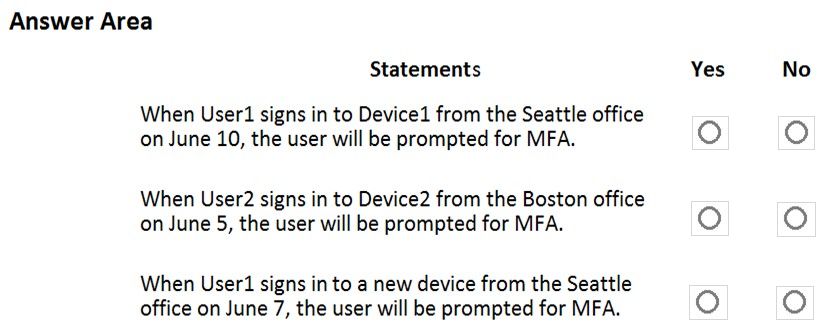 Answer Area
Statements Yes No
When User1 signs in to Device1 from the Seattle office
on June 10, the user will be prompted for MFA.
When User2 signs in to Device2 from the Boston office
on June 5, the user will be prompted for MFA.
When User1 signs in to a new device from the Seattle
office on June 7, the user will be prompted for MFA.